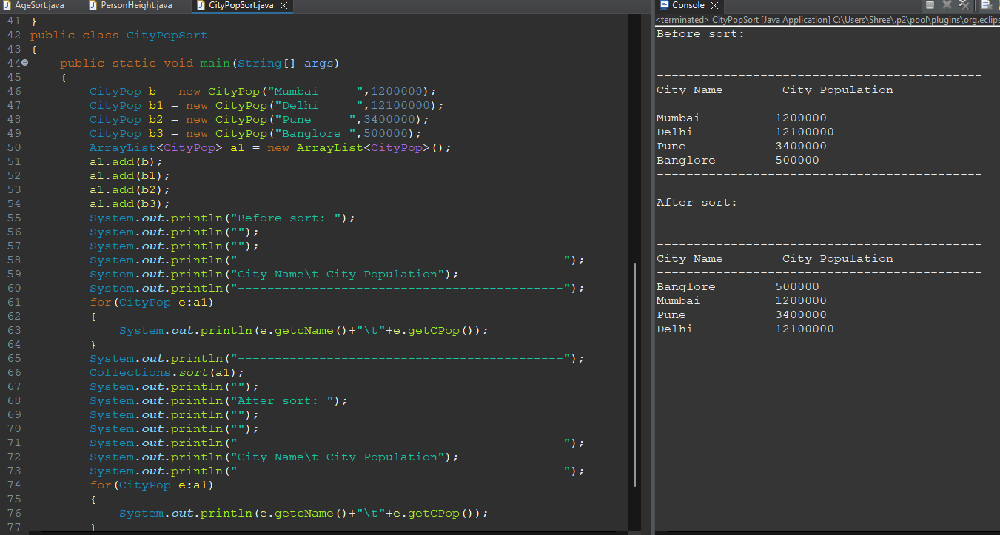 AgeSort.java PersonHeight.java CityPopSort.java
41 }
42 public class CityPopSort
43 {
44 public static void main(String[] args)
45 {
46 CityPop b = new CityPop("Mumbai     ",1200000);
47 CityPop b1 = new CityPop("Delhi     ",12100000);
48 CityPop b2 = new CityPop("Pune     ",3400000);
49 CityPop b3 = new CityPop("Banglore ",500000);
50 ArrayList<CityPop> a1 = new ArrayList<CityPop>();
51 a1.add(b);
52 a1.add(b1);
53 a1.add(b2);
54 a1.add(b3);
55 System.out.println("Before sort: ");
56 System.out.println("");
57 System.out.println("");
58 System.out.println("--------------------------------------------");
59 System.out.println("City Name\t City Population");
60 System.out.println("--------------------------------------------");
61 for(CityPop e:a1)
62 {
63 System.out.println(e.getcName()+"\t"+e.getCPop());
64 }
65 System.out.println("--------------------------------------------");
66 Collections.sort(a1);
67 System.out.println("");
68 System.out.println("After sort: ");
69 System.out.println("");
70 System.out.println("");
71 System.out.println("--------------------------------------------");
72 System.out.println("City Name\t City Population");
73 System.out.println("--------------------------------------------");
74 for(CityPop e:a1)
75 {
76 System.out.println(e.getcName()+"\t"+e.getCPop());
77 }
Console
<terminated> CityPopSort [Java Application] C:\Users\Shree\.p2\pool\plugins\org.eclips
Before sort:
--------------------------------------------
City Name        City Population
--------------------------------------------
Mumbai          1200000
Delhi           12100000
Pune            3400000
Banglore        500000
--------------------------------------------
After sort:
--------------------------------------------
City Name        City Population
--------------------------------------------
Banglore        500000
Mumbai          1200000
Pune            3400000
Delhi           12100000
--------------------------------------------